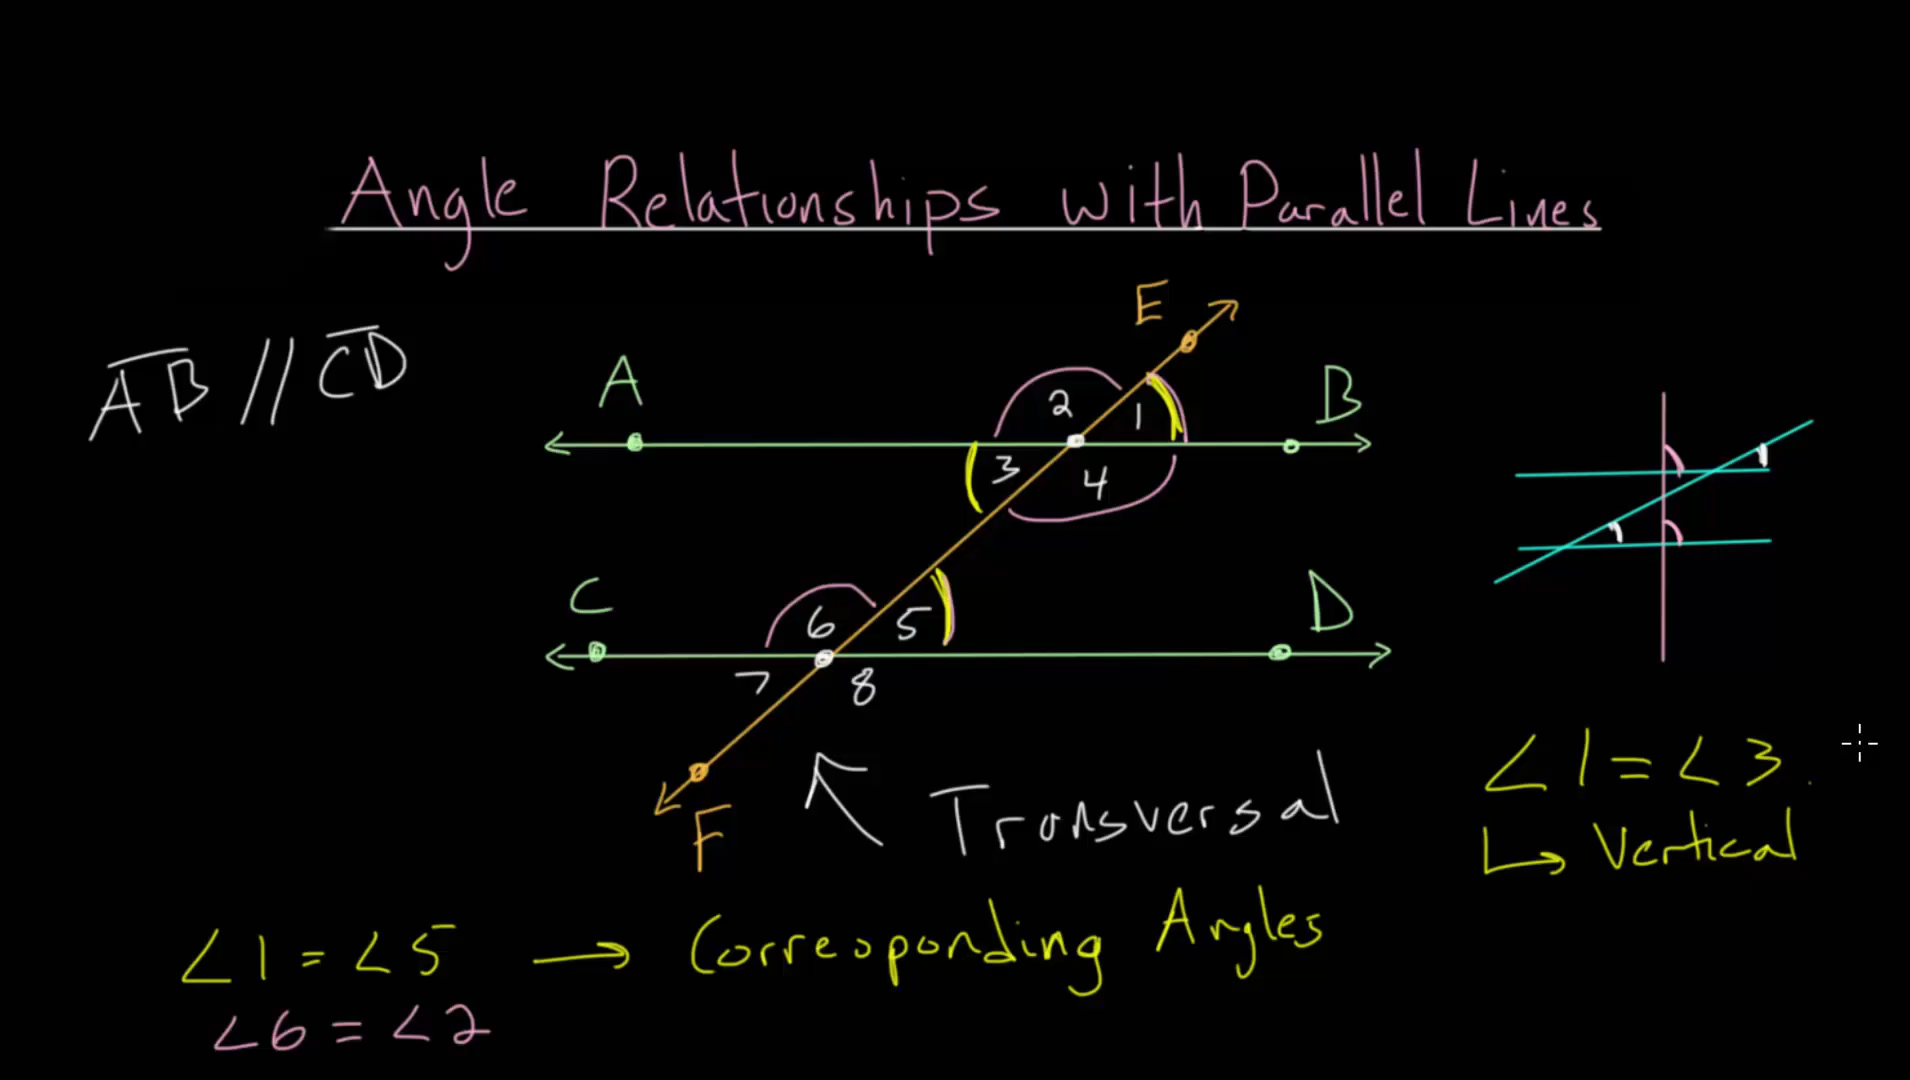 Angle Relationships with Parallel Lines
E
AB // CD
A
B
2
1
3
4
C
D
6
5
7
8
F
Transversal
∠1 = ∠3
↳ Vertical
∠1 = ∠5 → Correoponding Angles
∠6 = ∠2